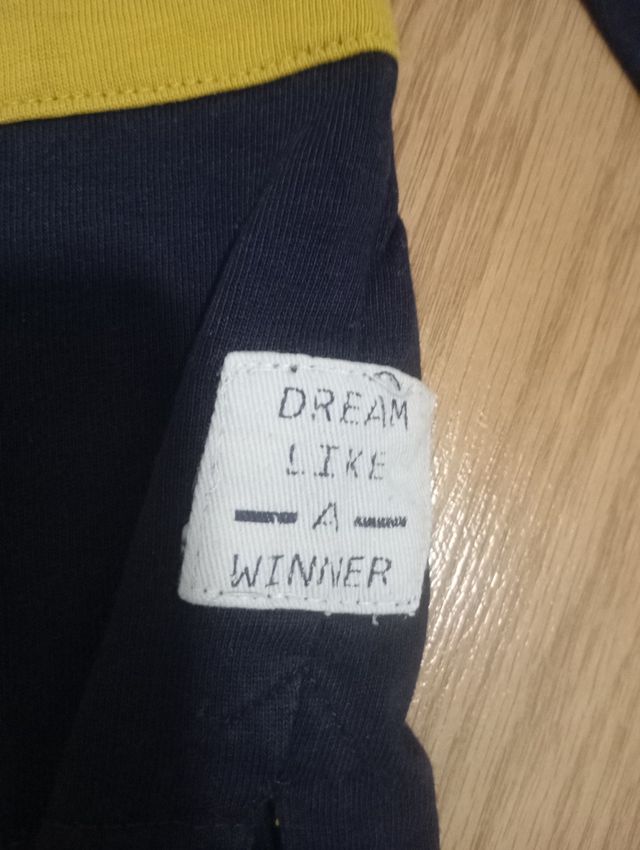 DREAM
LIKE
— A —
WINNER